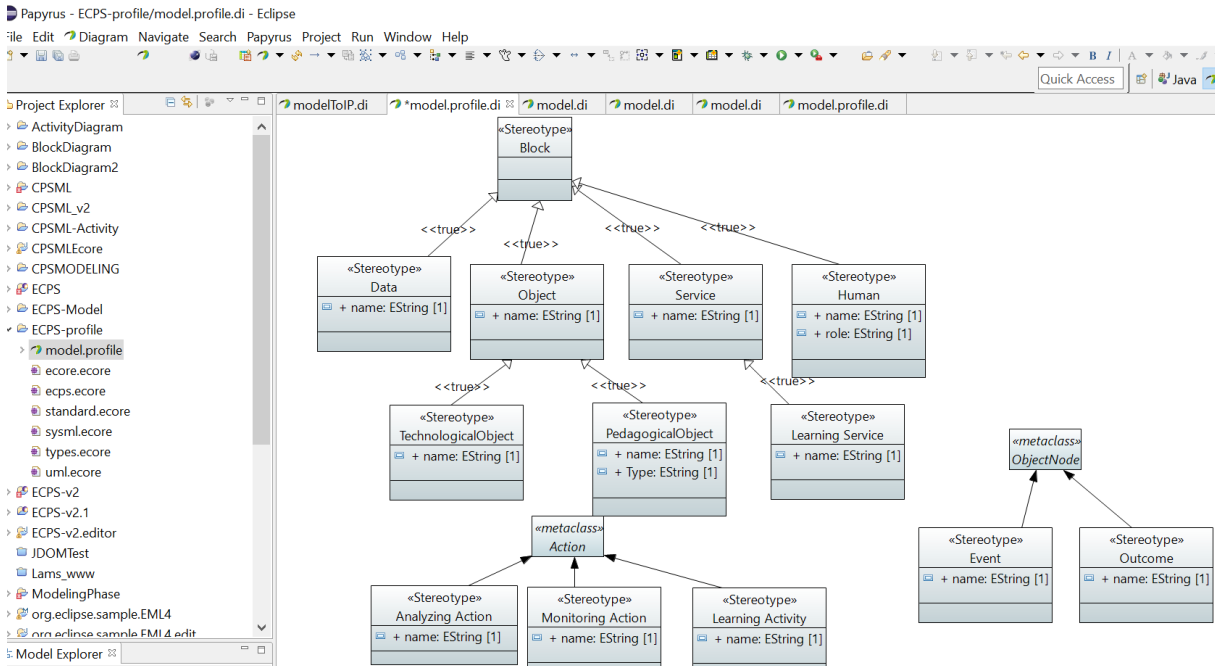 Papyrus - ECPS-profile/model.profile.di - Eclipse
File Edit Diagram Navigate Search Papyrus Project Run Window Help
B I A
Quick Access Java
Project Explorer modelToIP.di *model.profile.di model.di model.di model.di model.profile.di
ActivityDiagram
BlockDiagram
BlockDiagram2
CPSML
CPSML_v2
CPSML-Activity
CPSMLEcore
CPSMODELING
ECPS
ECPS-Model
ECPS-profile
model.profile
ecore.ecore
ecps.ecore
standard.ecore
sysml.ecore
types.ecore
uml.ecore
ECPS-v2
ECPS-v2.1
ECPS-v2.editor
JDOMTest
Lams_www
ModelingPhase
org.eclipse.sample.EML4
org.eclipse.sample.EML4.edit
Model Explorer
«Stereotype»
Block
<<true>> <<true>> <<true>> <<true>>
«Stereotype»
Data
+ name: EString [1]
«Stereotype»
Object
+ name: EString [1]
«Stereotype»
Service
+ name: EString [1]
«Stereotype»
Human
+ name: EString [1]
+ role: EString [1]
<<true>> <<true>> <<true>>
«Stereotype»
TechnologicalObject
+ name: EString [1]
«Stereotype»
PedagogicalObject
+ name: EString [1]
+ Type: EString [1]
«Stereotype»
Learning Service
+ name: EString [1]
«metaclass»
ObjectNode
«metaclass»
Action
«Stereotype»
Event
+ name: EString [1]
«Stereotype»
Outcome
+ name: EString [1]
«Stereotype»
Analyzing Action
+ name: EString [1]
«Stereotype»
Monitoring Action
+ name: EString [1]
«Stereotype»
Learning Activity
+ name: EString [1]